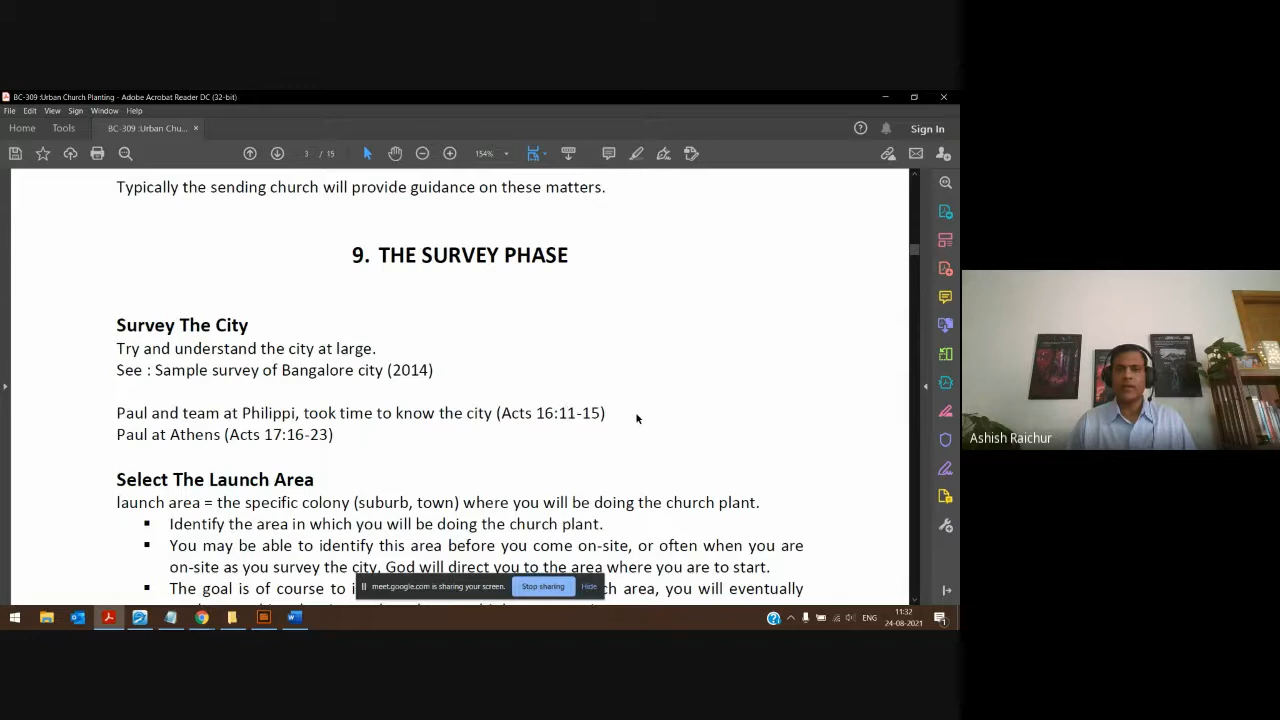 BC-309 :Urban Church Planting - Adobe Acrobat Reader DC (32-bit)
File Edit View Sign Window Help
Home Tools BC-309 :Urban Chu... × Sign In
3 / 15 154%
Typically the sending church will provide guidance on these matters.
9. THE SURVEY PHASE
Survey The City
Try and understand the city at large.
See : Sample survey of Bangalore city (2014)
Paul and team at Philippi, took time to know the city (Acts 16:11-15)
Paul at Athens (Acts 17:16-23)
Select The Launch Area
launch area = the specific colony (suburb, town) where you will be doing the church plant.
▪ Identify the area in which you will be doing the church plant.
▪ You may be able to identify this area before you come on-site, or often when you are
on-site as you survey the city, God will direct you to the area where you are to start.
▪ The goal is of course to i
ch area, you will eventually
meet.google.com is sharing your screen. Stop sharing Hide
ENG
11:32
24-08-2021
Ashish Raichur